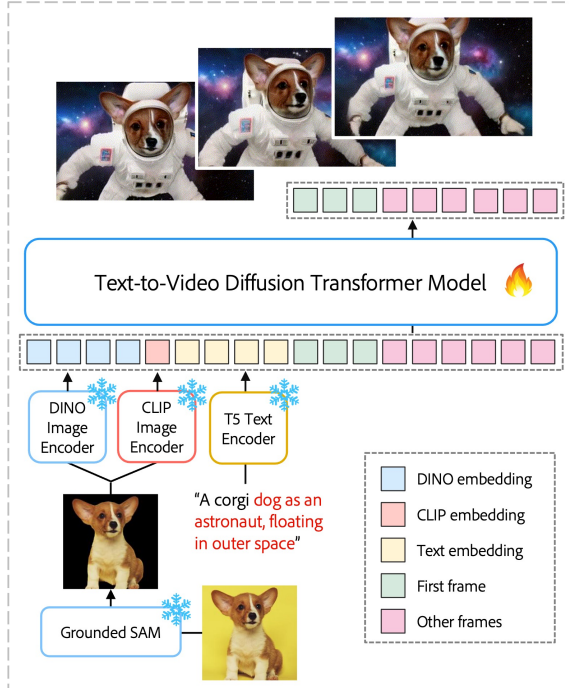 Text-to-Video Diffusion Transformer Model
DINO
Image
Encoder
CLIP
Image
Encoder
T5 Text
Encoder
“A corgi dog as an
astronaut, floating
in outer space”
Grounded SAM
DINO embedding
CLIP embedding
Text embedding
First frame
Other frames